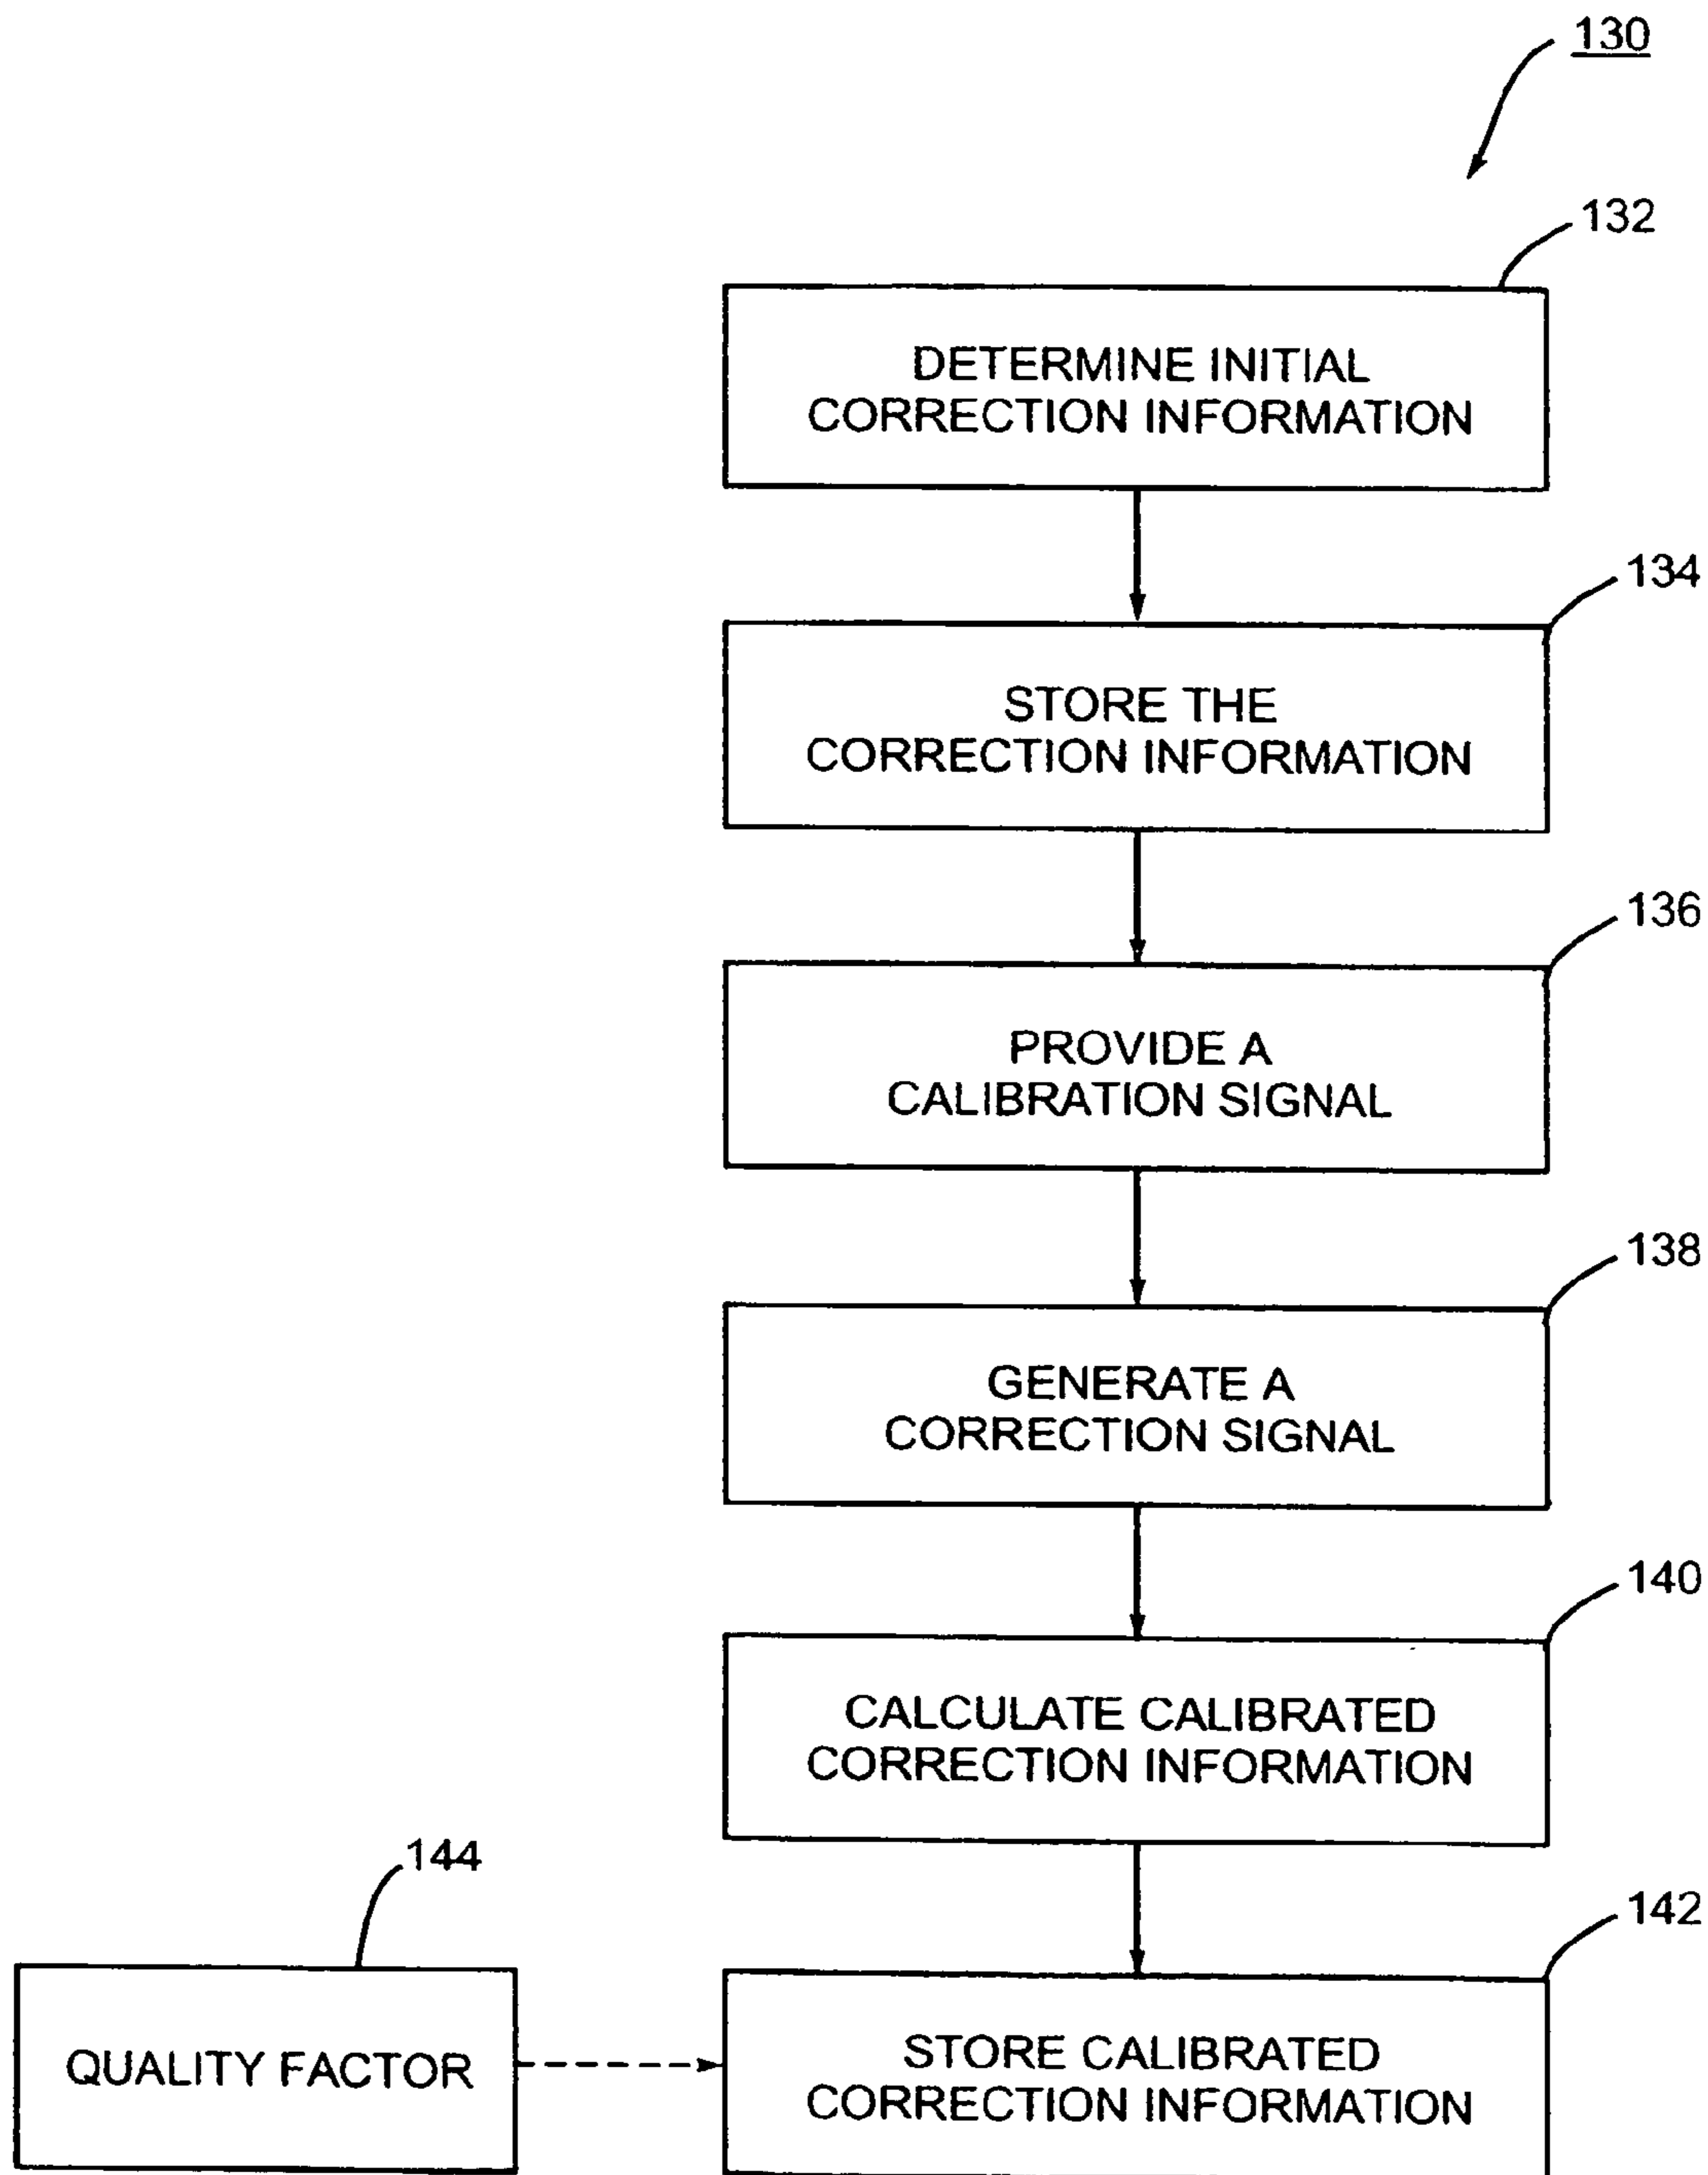 130
132
DETERMINE INITIAL
CORRECTION INFORMATION
134
STORE THE
CORRECTION INFORMATION
136
PROVIDE A
CALIBRATION SIGNAL
138
GENERATE A
CORRECTION SIGNAL
140
CALCULATE CALIBRATED
CORRECTION INFORMATION
144
142
QUALITY FACTOR
STORE CALIBRATED
CORRECTION INFORMATION